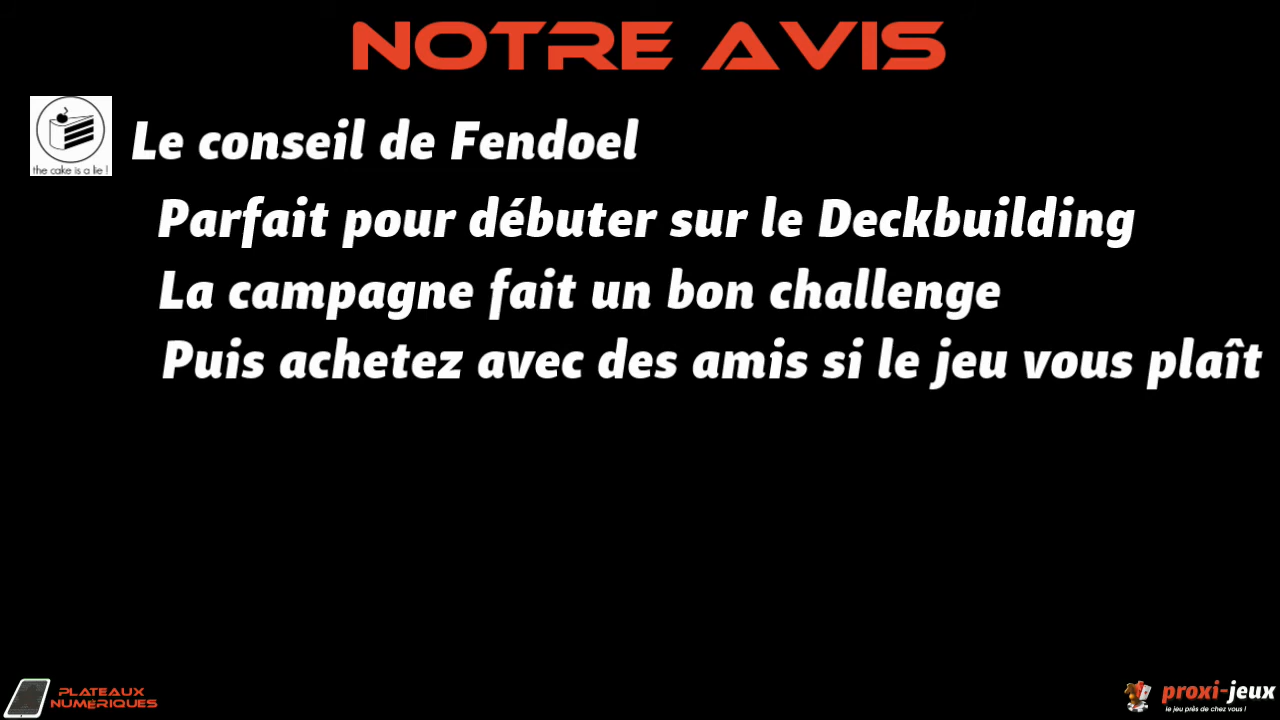 NOTRE AVIS
the cake is a lie !
Le conseil de Fendoel
Parfait pour débuter sur le Deckbuilding
La campagne fait un bon challenge
Puis achetez avec des amis si le jeu vous plaît
PLATEAUX
NUMÉRIQUES
proxi-jeux
le jeu près de chez vous !